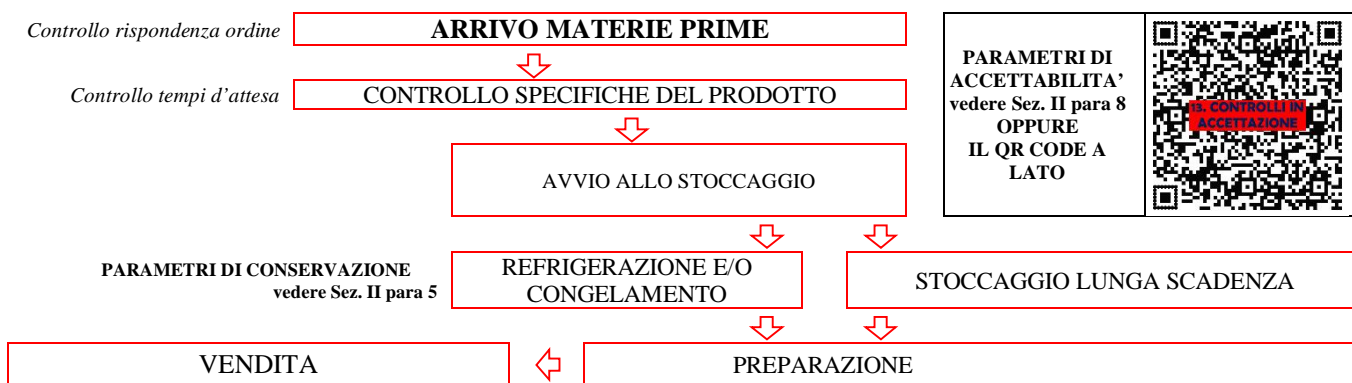 Controllo rispondenza ordine
ARRIVO MATERIE PRIME
Controllo tempi d'attesa
CONTROLLO SPECIFICHE DEL PRODOTTO
PARAMETRI DI
ACCETTABILITA'
vedere Sez. II para 8
OPPURE
IL QR CODE A
LATO
13. CONTROLLI IN
ACCETTAZIONE
AVVIO ALLO STOCCAGGIO
PARAMETRI DI CONSERVAZIONE
vedere Sez. II para 5
REFRIGERAZIONE E/O
CONGELAMENTO
STOCCAGGIO LUNGA SCADENZA
VENDITA
PREPARAZIONE